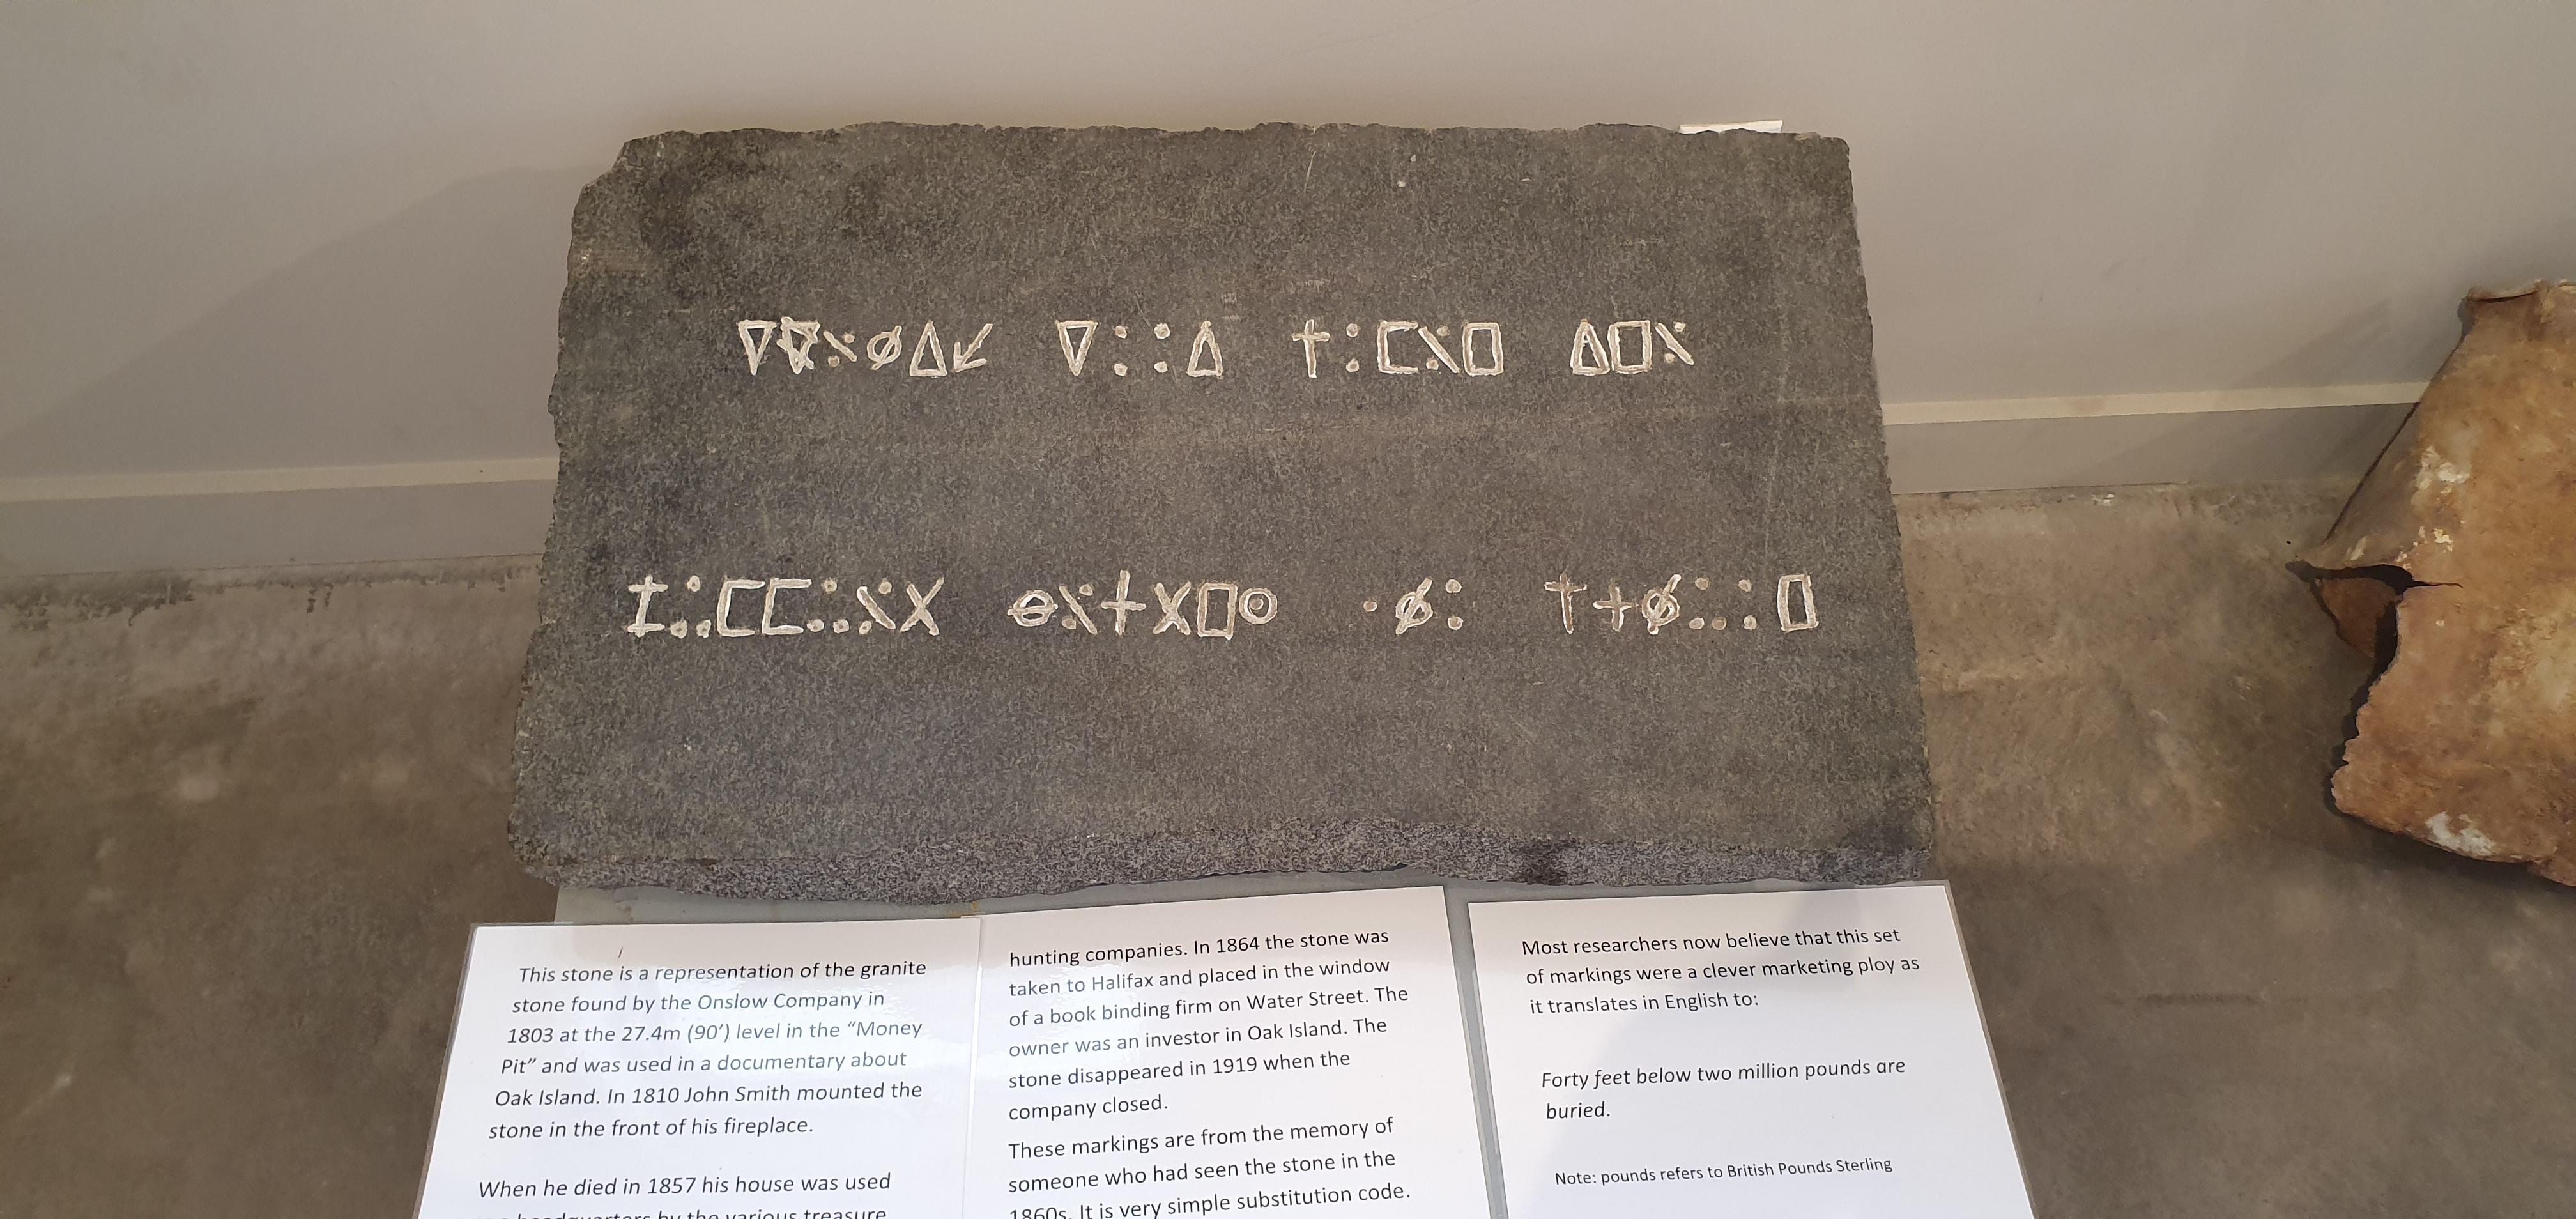 This stone is a representation of the granite
stone found by the Onslow Company in
1803 at the 27.4m (90’) level in the “Money
Pit” and was used in a documentary about
Oak Island. In 1810 John Smith mounted the
stone in the front of his fireplace.
When he died in 1857 his house was used
headquarters by the various treasure
hunting companies. In 1864 the stone was
taken to Halifax and placed in the window
of a book binding firm on Water Street. The
owner was an investor in Oak Island. The
stone disappeared in 1919 when the
company closed.
These markings are from the memory of
someone who had seen the stone in the
1860s. It is very simple substitution code.
Most researchers now believe that this set
of markings were a clever marketing ploy as
it translates in English to:
Forty feet below two million pounds are
buried.
Note: pounds refers to British Pounds Sterling